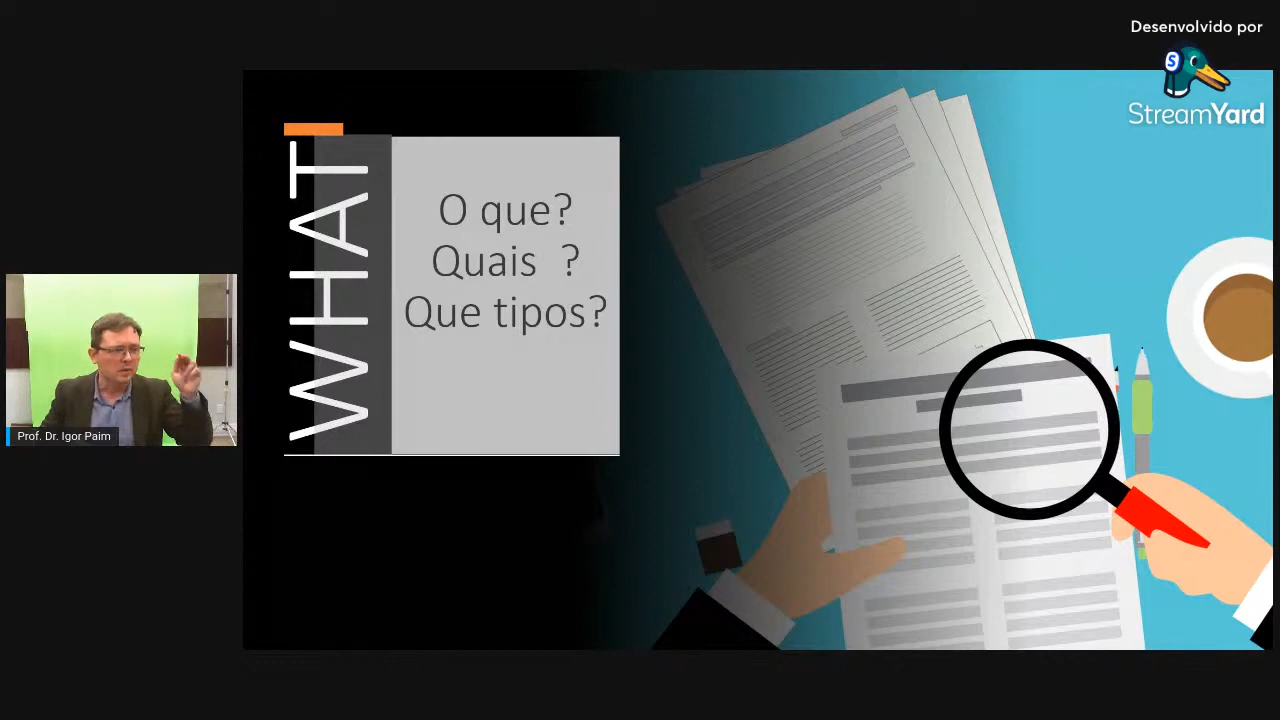 Desenvolvido por
StreamYard
WHAT
O que?
Quais ?
Que tipos?
Prof. Dr. Igor Paim